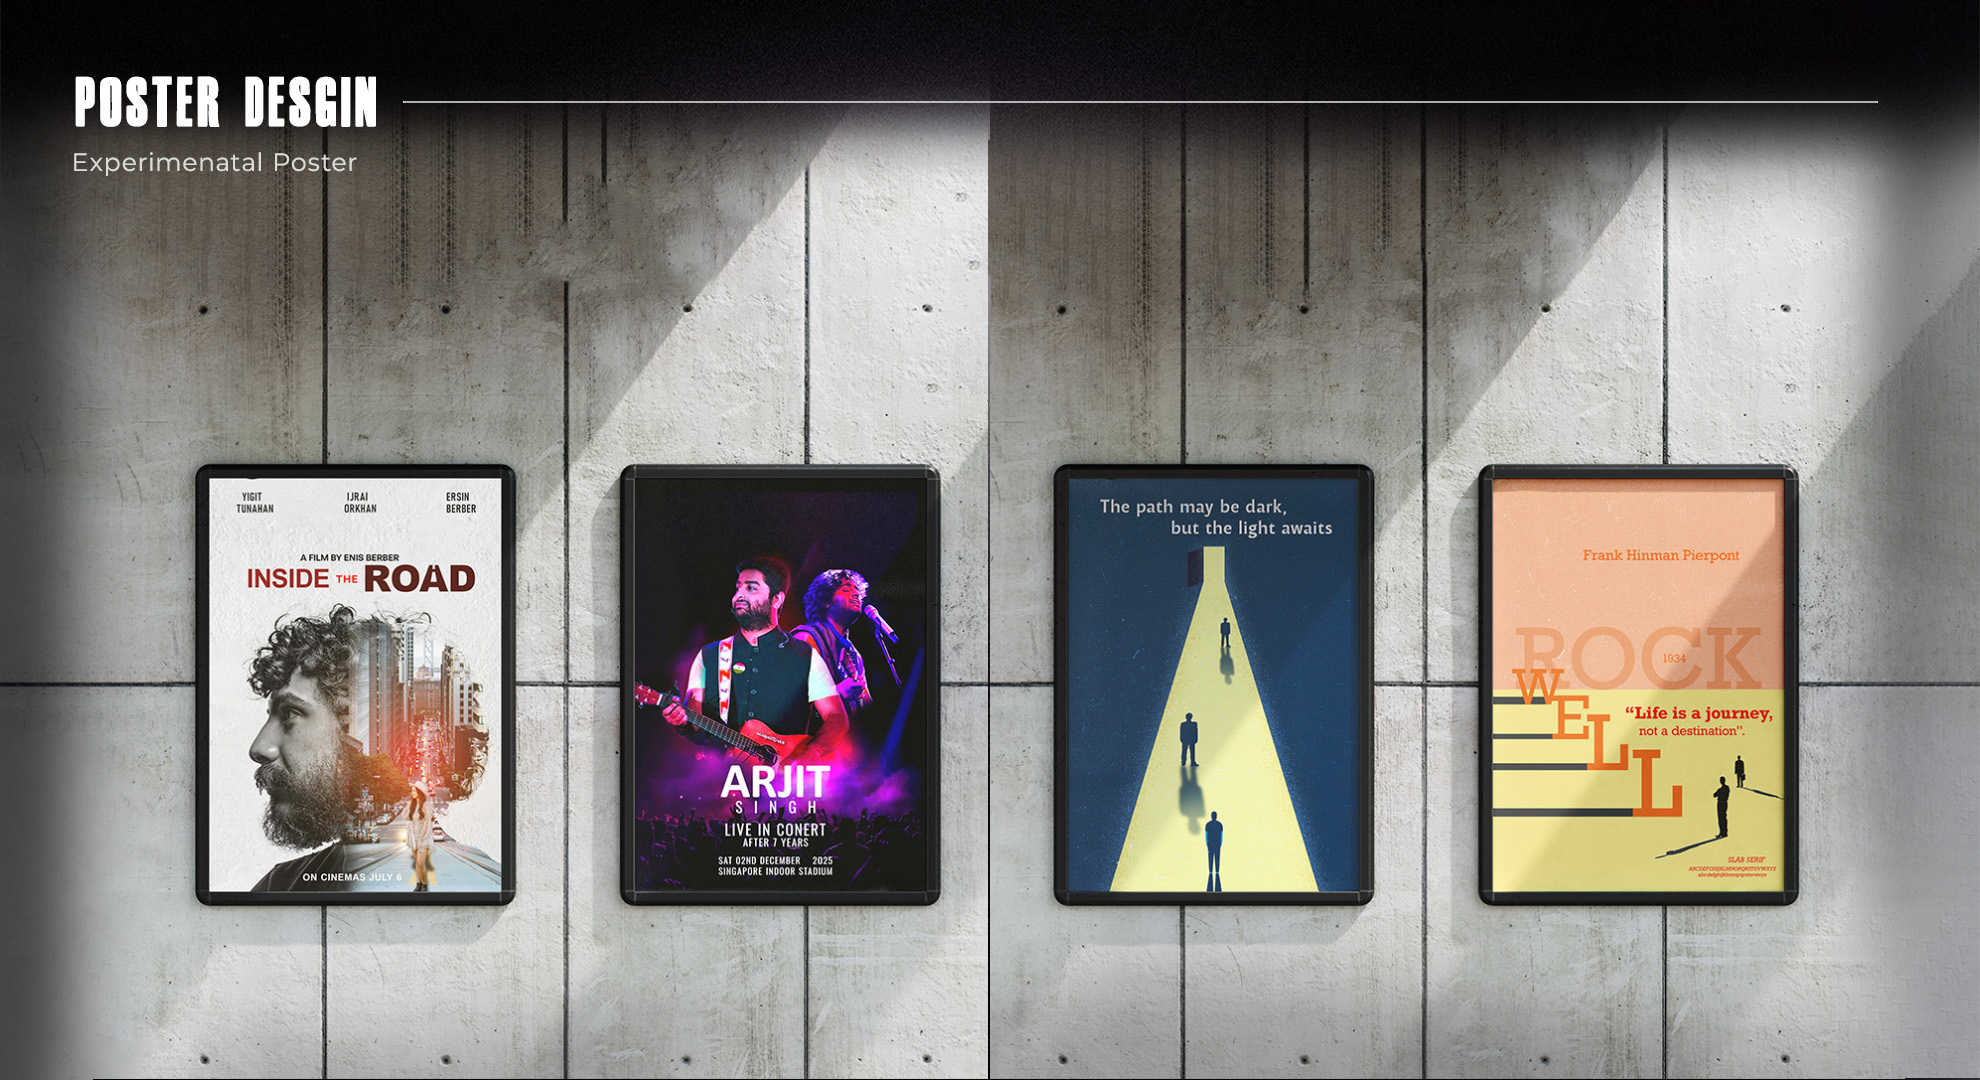 POSTER DESGIN
Experimenatal Poster
YIGIT
TUNAHAN
IJRAI
ORKHAN
ERSIN
BERBER
A FILM BY ENIS BERBER
INSIDE THE ROAD
ON CINEMAS JULY 6
ARJIT
SINGH
LIVE IN CONERT
AFTER 7 YEARS
SAT 02ND DECEMBER 2025
SINGAPORE INDOOR STADIUM
The path may be dark,
but the light awaits
Frank Hinman Pierpont
ROCK
1934
WELL
“Life is a journey,
not a destination”.
SLAB SERIF
ABCDEFGHIJKLMNOPQRSTUVWXYZ
abcdefghijklmnopqrstuvwxyz